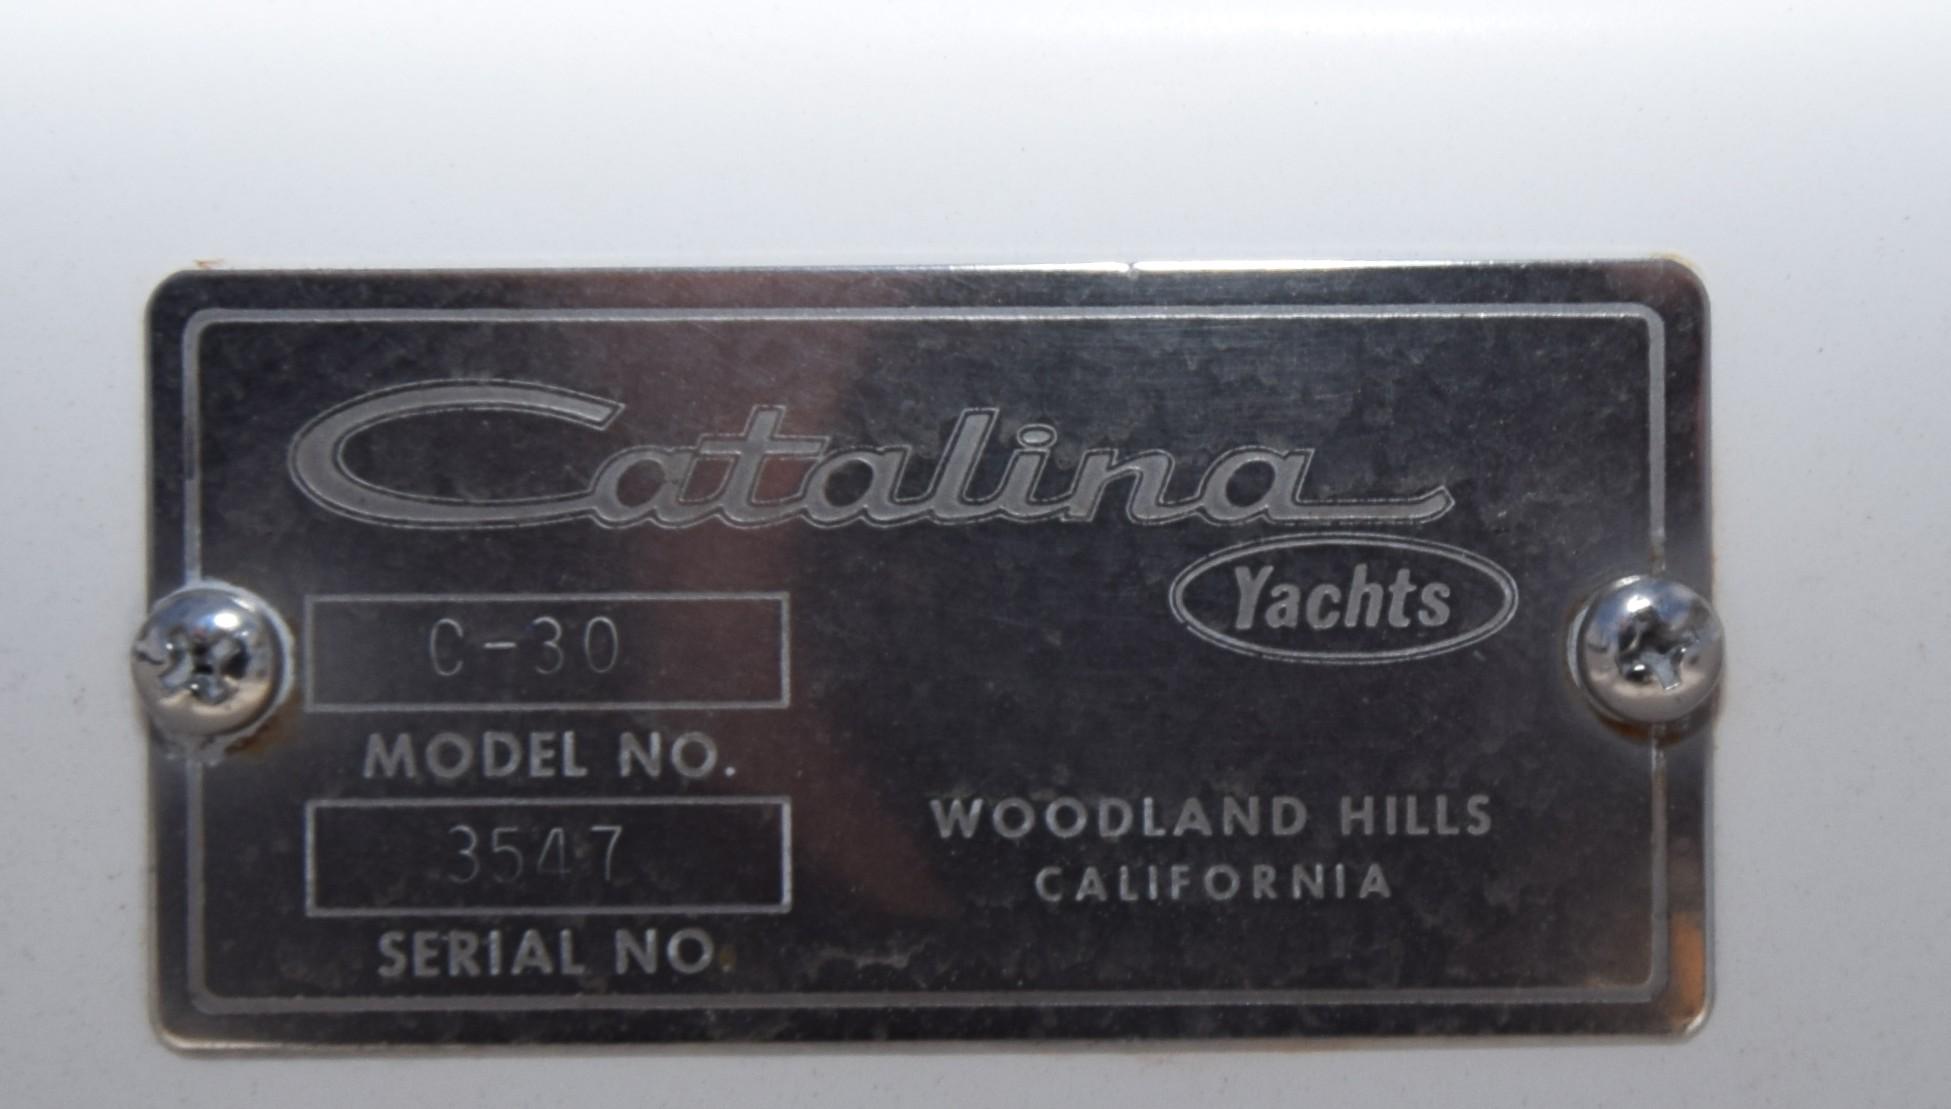 Catalina
Yachts
C-30
MODEL NO.
3547
SERIAL NO.
WOODLAND HILLS
CALIFORNIA